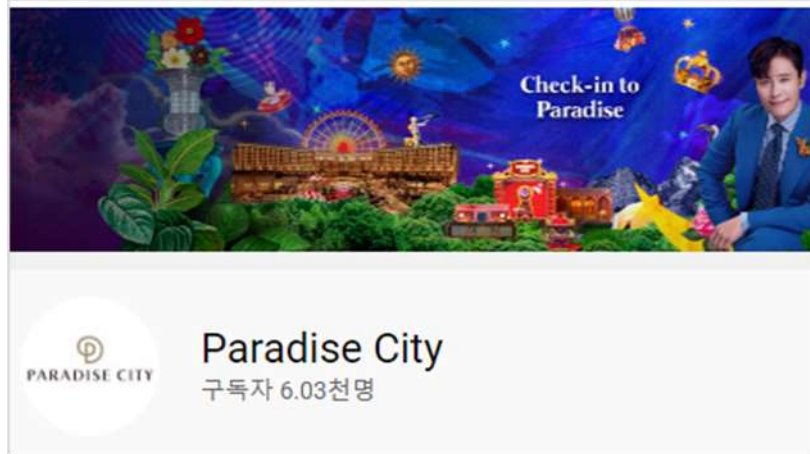 Check-in to
Paradise
PARADISE CITY
Paradise City
구독자 6.03천명